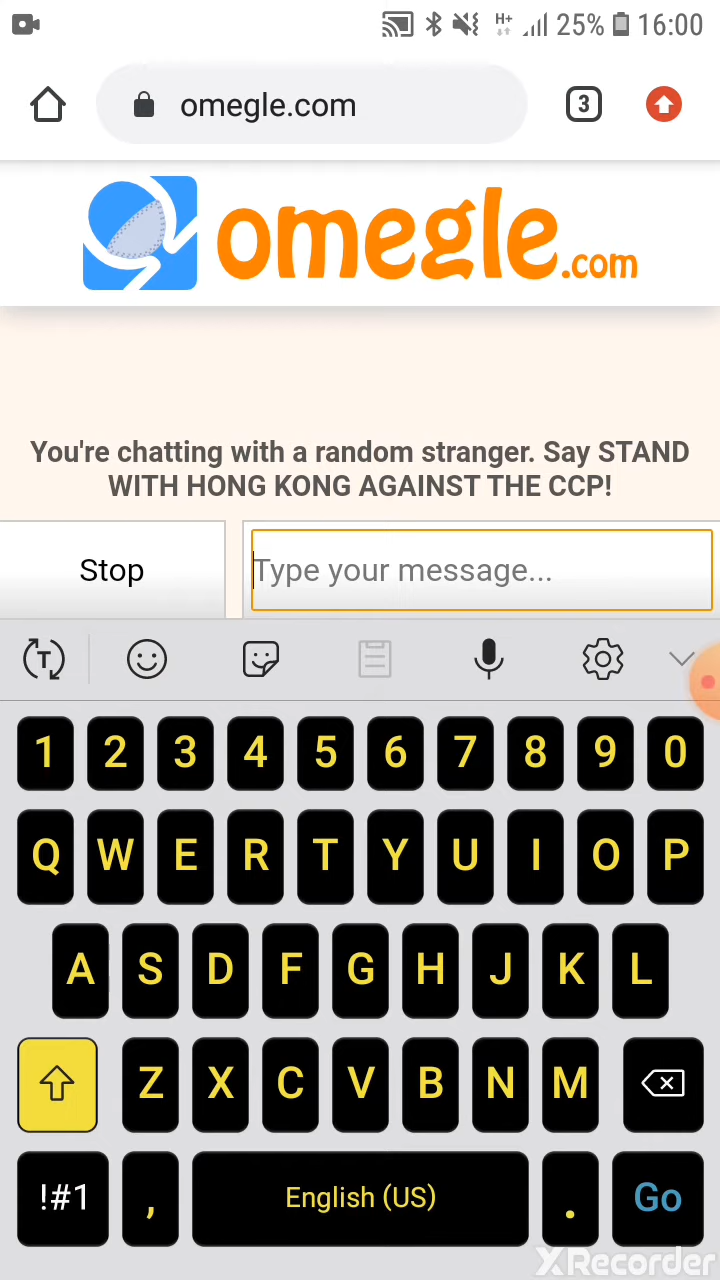 H+ 25% 16:00
omegle.com 3
omegle.com
You're chatting with a random stranger. Say STAND
WITH HONG KONG AGAINST THE CCP!
Stop Type your message...
T
1 2 3 4 5 6 7 8 9 0
Q W E R T Y U I O P
A S D F G H J K L
Z X C V B N M
!#1 , English (US) . Go
XRecorder